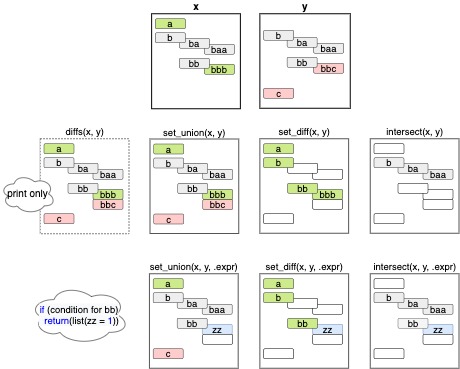 x
y
a
b
ba
baa
bb
bbb
b
ba
baa
bb
bbc
c
diffs(x, y)
set_union(x, y)
set_diff(x, y)
intersect(x, y)
a
b
ba
baa
bb
bbb
bbc
c
print only
a
b
ba
baa
bb
bbb
bbc
c
a
b
bb
bbb
b
ba
baa
set_union(x, y, .expr)
set_diff(x, y, .expr)
intersect(x, y, .expr)
if (condition for bb)
return(list(zz = 1))
a
b
ba
baa
bb
zz
c
a
b
bb
zz
b
ba
baa
bb
zz